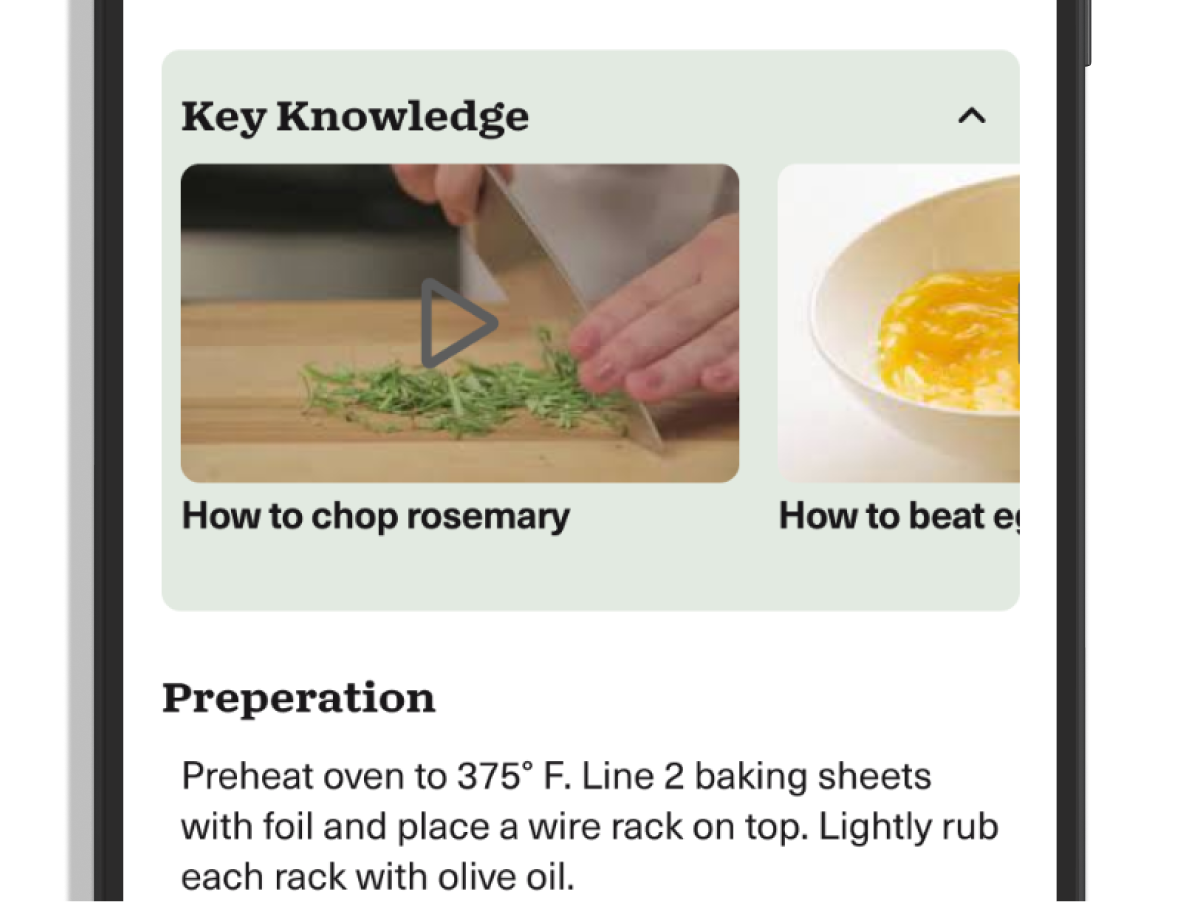 Key Knowledge
How to chop rosemary
How to beat
Preperation
Preheat oven to 375° F. Line 2 baking sheets
with foil and place a wire rack on top. Lightly rub
each rack with olive oil.